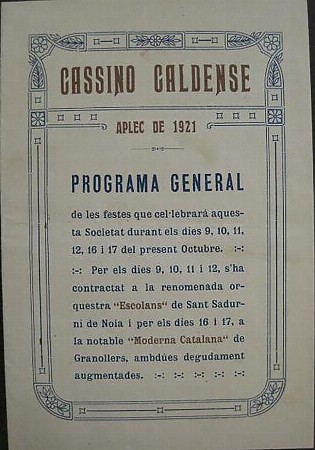 CASSINO CALDENSE
APLEC DE 1921
PROGRAMA GENERAL
de les festes que cel·lebrará aques-
ta Societat durant els dies 9, 10, 11,
12, 16 i 17 del present Octubre. :-:
:-: Per els dies 9, 10, 11 i 12, s'ha
contractat a la renomenada or-
questra "Escolans" de Sant Sadur-
ní de Noia i per els dies 16 i 17, a
la notable "Moderna Catalana" de
Granollers, ambdúes degudament
augmentades. :-: :-: :-: :-: :-: